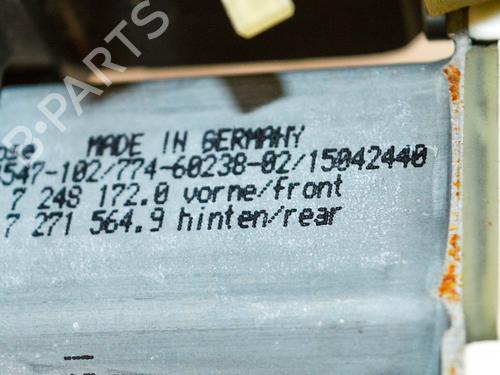 B-PARTS
ose MADE IN GERMANY
547-102/774-60238-02/15042440
7 248 172.0 vorne/front
7 271 564.9 hinten/rear